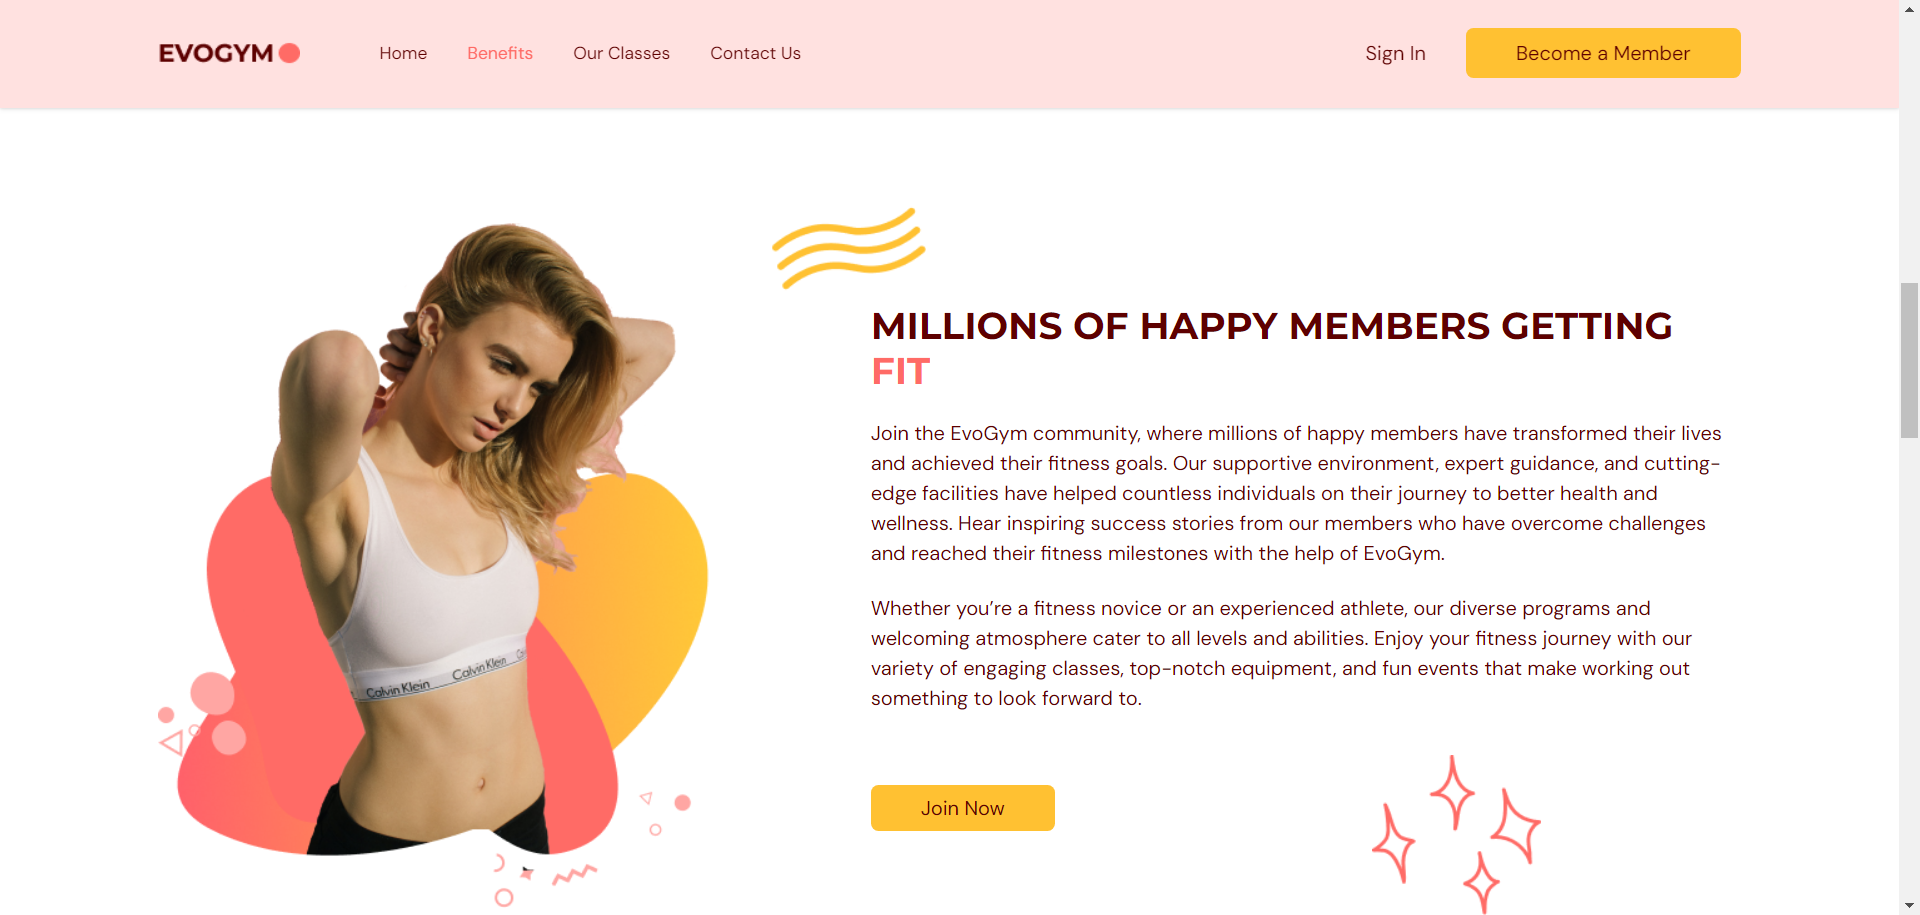 EVOGYM
Home
Benefits
Our Classes
Contact Us
Sign In
Become a Member
MILLIONS OF HAPPY MEMBERS GETTING
FIT
Join the EvoGym community, where millions of happy members have transformed their lives
and achieved their fitness goals. Our supportive environment, expert guidance, and cutting-
edge facilities have helped countless individuals on their journey to better health and
wellness. Hear inspiring success stories from our members who have overcome challenges
and reached their fitness milestones with the help of EvoGym.
Whether you’re a fitness novice or an experienced athlete, our diverse programs and
welcoming atmosphere cater to all levels and abilities. Enjoy your fitness journey with our
variety of engaging classes, top-notch equipment, and fun events that make working out
something to look forward to.
Join Now
Calvin Klein
Calvin Klein